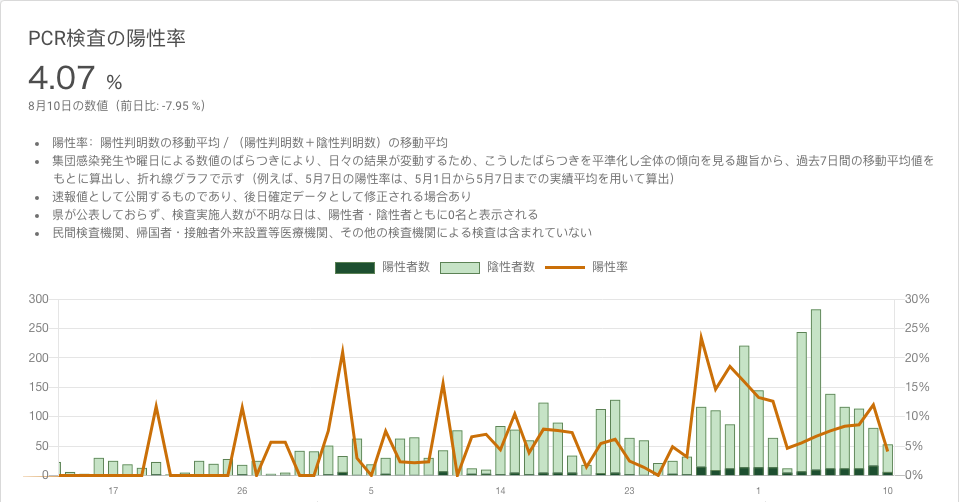 PCR検査の陽性率
4.07 %
8月10日の数値（前日比: -7.95 %）
陽性率：陽性判明数の移動平均 / （陽性判明数＋陰性判明数）の移動平均
集団感染発生や曜日による数値のばらつきにより、日々の結果が変動するため、こうしたばらつきを平準化し全体の傾向を見る趣旨から、過去7日間の移動平均値を
もとに算出し、折れ線グラフで示す（例えば、5月7日の陽性率は、5月1日から5月7日までの実績平均を用いて算出）
速報値として公開するものであり、後日確定データとして修正される場合あり
県が公表しておらず、検査実施人数が不明な日は、陽性者・陰性者ともに0名と表示される
民間検査機関、帰国者・接触者外来設置等医療機関、その他の検査機関による検査は含まれていない
陽性者数 陰性者数 陽性率
300 30%
250 25%
200 20%
150 15%
100 10%
50 5%
0 0%
17 26 5 14 23 1 10